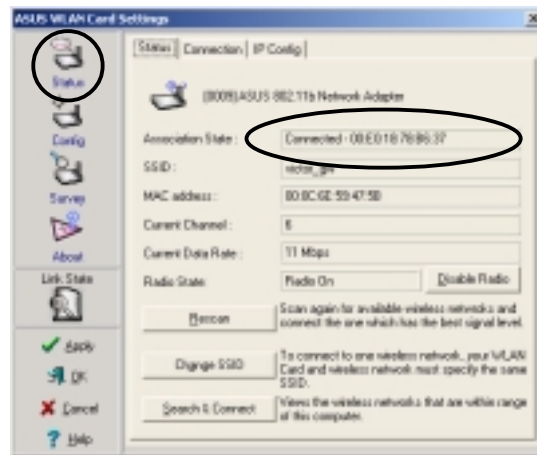 ASUS WLAN Card Settings
Status
Config
Survey
About
Link State
Apply
OK
Cancel
Help
Status Connection IP Config
[0009]ASUS 802.11b Network Adapter
Association State : Connected - 00:E0:18:78:B6:37
SSID :
MAC address : 00:0C:6E:59:47:5B
Current Channel : 6
Current Data Rate : 11 Mbps
Radio State: Radio On Disable Radio
Rescan
Scan again for available wireless networks and
connect the one which has the best signal level.
Change SSID
To connect to one wireless network, your WLAN
Card and wireless network must specify the same
SSID.
Search & Connect
Views the wireless networks that are within range
of this computer.